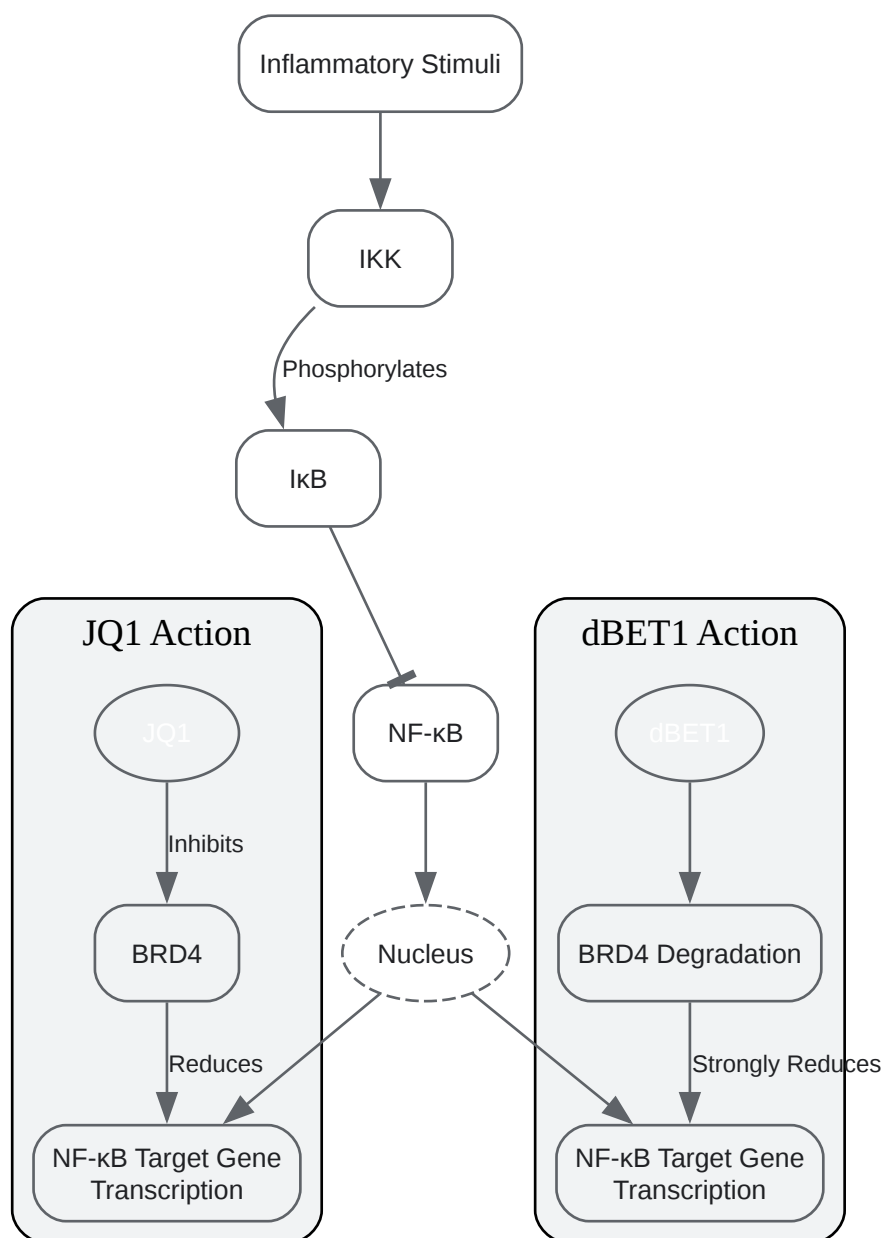 Inflammatory Stimuli
IKK
Phosphorylates
IκB
JQ1 Action
dBET1 Action
JQ1
NF-κB
dBET1
Inhibits
BRD4
Nucleus
BRD4 Degradation
Reduces
Strongly Reduces
NF-κB Target Gene
Transcription
NF-κB Target Gene
Transcription